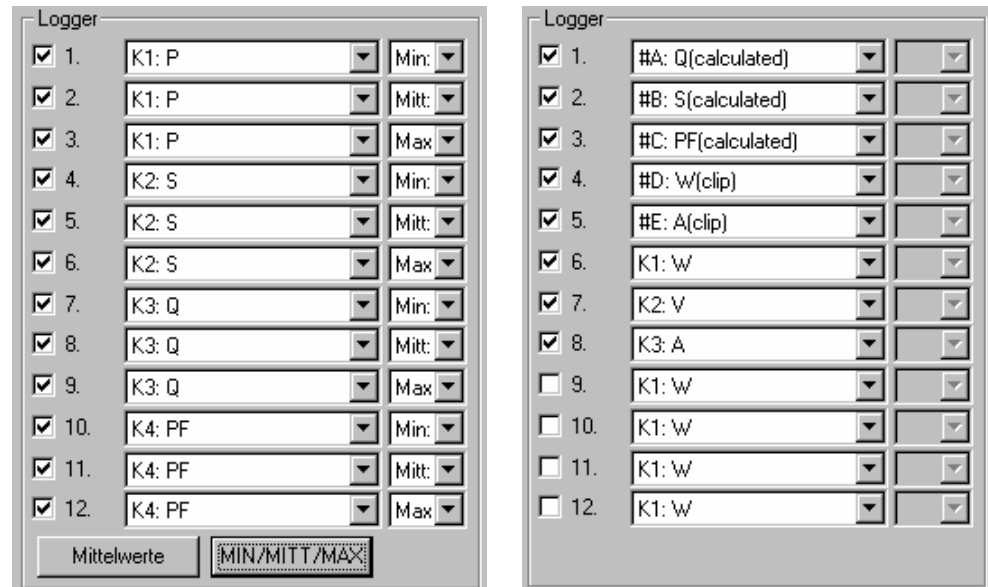 Logger
1. K1: P Min:
2. K1: P Mitt:
3. K1: P Max
4. K2: S Min:
5. K2: S Mitt:
6. K2: S Max
7. K3: Q Min:
8. K3: Q Mitt:
9. K3: Q Max
10. K4: PF Min:
11. K4: PF Mitt:
12. K4: PF Max
Mittelwerte MIN/MITT/MAX
Logger
1. #A: Q(calculated)
2. #B: S(calculated)
3. #C: PF(calculated)
4. #D: W(clip)
5. #E: A(clip)
6. K1: W
7. K2: V
8. K3: A
9. K1: W
10. K1: W
11. K1: W
12. K1: W